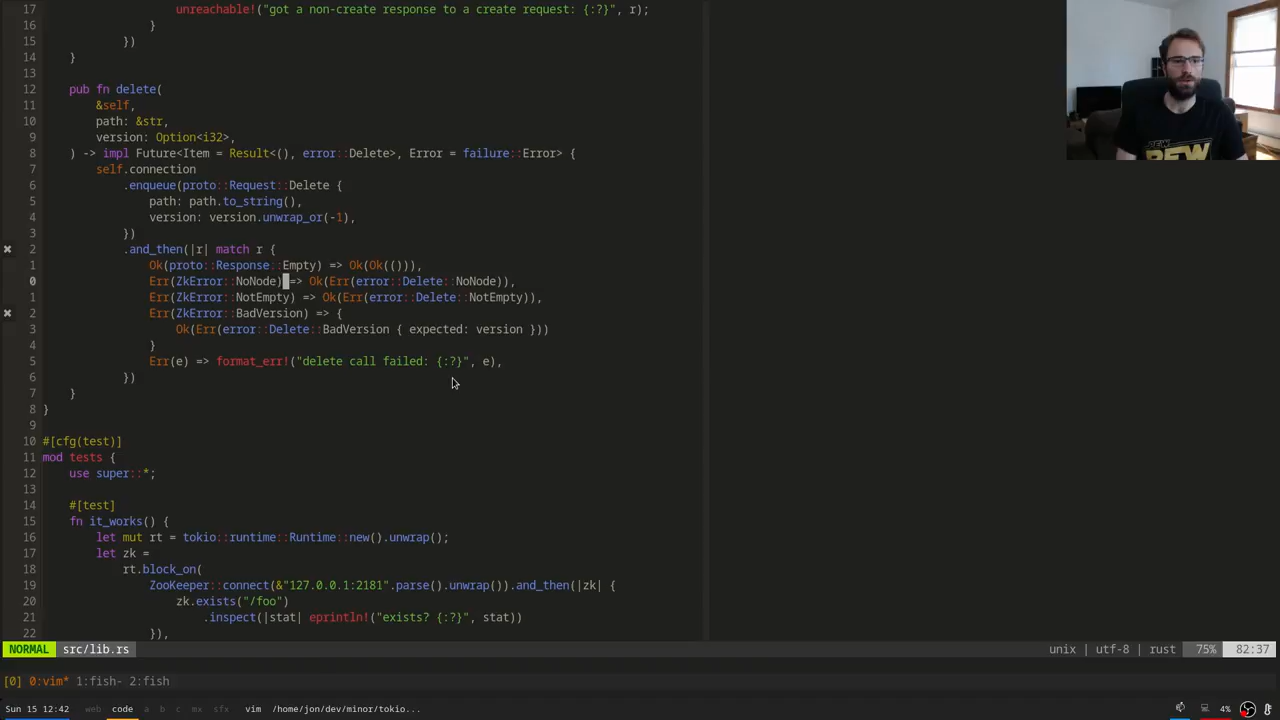 17 unreachable!("got a non-create response to a create request: {:?}", r);
16 }
15 })
14 }
13
12 pub fn delete(
11 &self,
10 path: &str,
9 version: Option<i32>,
8 ) -> impl Future<Item = Result<(), error::Delete>, Error = failure::Error> {
7 self.connection
6 .enqueue(proto::Request::Delete {
5 path: path.to_string(),
4 version: version.unwrap_or(-1),
3 })
✖ 2 .and_then(|r| match r {
1 Ok(proto::Response::Empty) => Ok(Ok(())),
0 Err(ZkError::NoNode) => Ok(Err(error::Delete::NoNode)),
1 Err(ZkError::NotEmpty) => Ok(Err(error::Delete::NotEmpty)),
✖ 2 Err(ZkError::BadVersion) => {
3 Ok(Err(error::Delete::BadVersion { expected: version }))
4 }
5 Err(e) => format_err!("delete call failed: {:?}", e),
6 })
7 }
8 }
9
10 #[cfg(test)]
11 mod tests {
12 use super::*;
13
14 #[test]
15 fn it_works() {
16 let mut rt = tokio::runtime::Runtime::new().unwrap();
17 let zk =
18 rt.block_on(
19 ZooKeeper::connect(&"127.0.0.1:2181".parse().unwrap()).and_then(|zk| {
20 zk.exists("/foo")
21 .inspect(|stat| eprintln!("exists? {:?}", stat))
22 }),
NORMAL src/lib.rs unix | utf-8 | rust 75% 82:37
[0] 0:vim* 1:fish- 2:fish
Sun 15 12:42 web code a b c mx sfx vim /home/jon/dev/minor/tokio... 4%